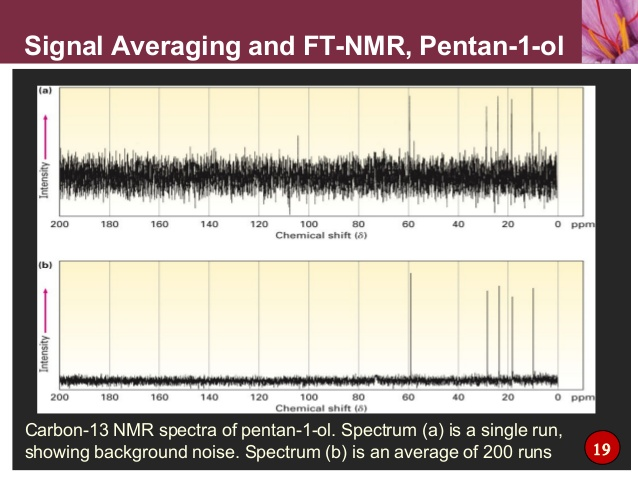 Signal Averaging and FT-NMR, Pentan-1-ol
(a)
Intensity
200 180 160 140 120 100 80 60 40 20 0 ppm
Chemical shift (δ)
(b)
Intensity
200 180 160 140 120 100 80 60 40 20 0 ppm
Chemical shift (δ)
Carbon-13 NMR spectra of pentan-1-ol. Spectrum (a) is a single run,
showing background noise. Spectrum (b) is an average of 200 runs
19